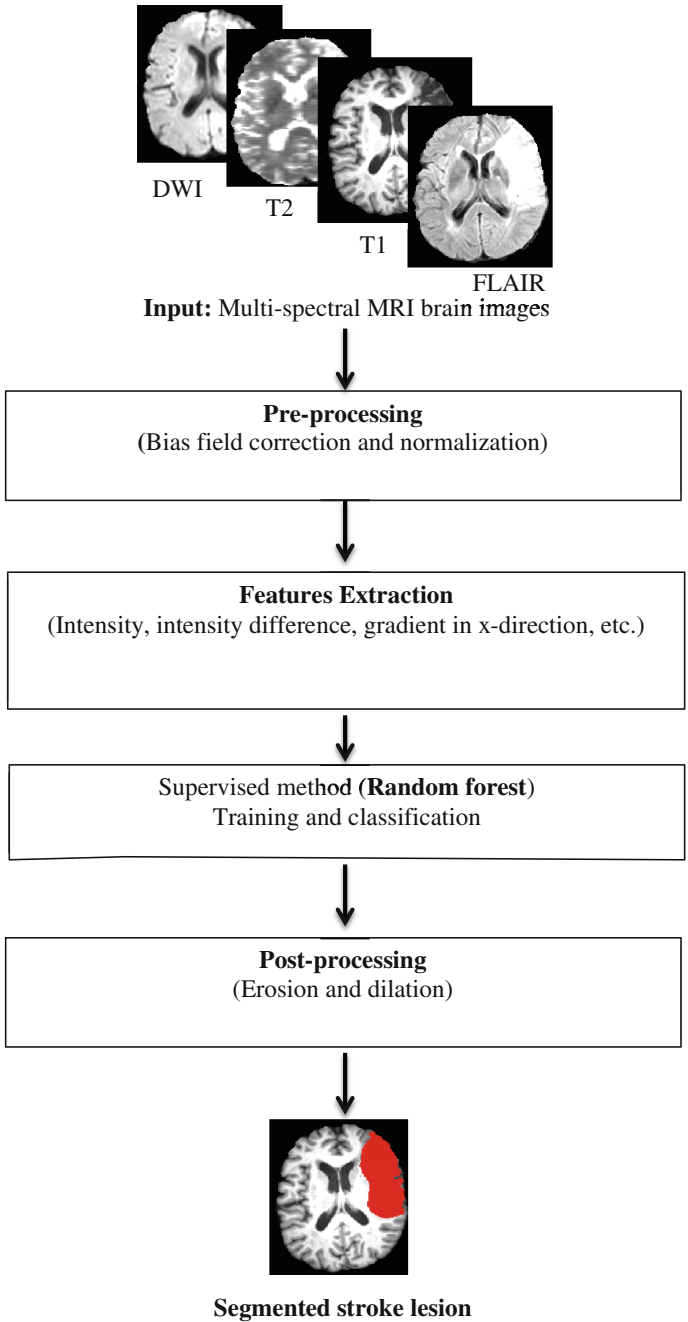 DWI
T2
T1
FLAIR
Input: Multi-spectral MRI brain images
Pre-processing
(Bias field correction and normalization)
Features Extraction
(Intensity, intensity difference, gradient in x-direction, etc.)
Supervised method (Random forest)
Training and classification
Post-processing
(Erosion and dilation)
Segmented stroke lesion